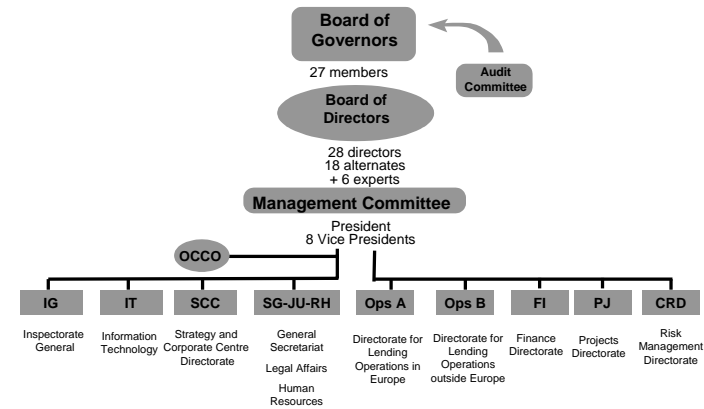 Board of
Governors
27 members
Audit
Committee
Board of
Directors
28 directors
18 alternates
+ 6 experts
Management Committee
President
8 Vice Presidents
OCCO
IG
IT
SCC
SG-JU-RH
Ops A
Ops B
FI
PJ
CRD
Inspectorate
General
Information
Technology
Strategy and
Corporate Centre
Directorate
General
Secretariat
Legal Affairs
Human
Resources
Directorate for
Lending
Operations in
Europe
Directorate for
Lending
Operations
outside Europe
Finance
Directorate
Projects
Directorate
Risk
Management
Directorate